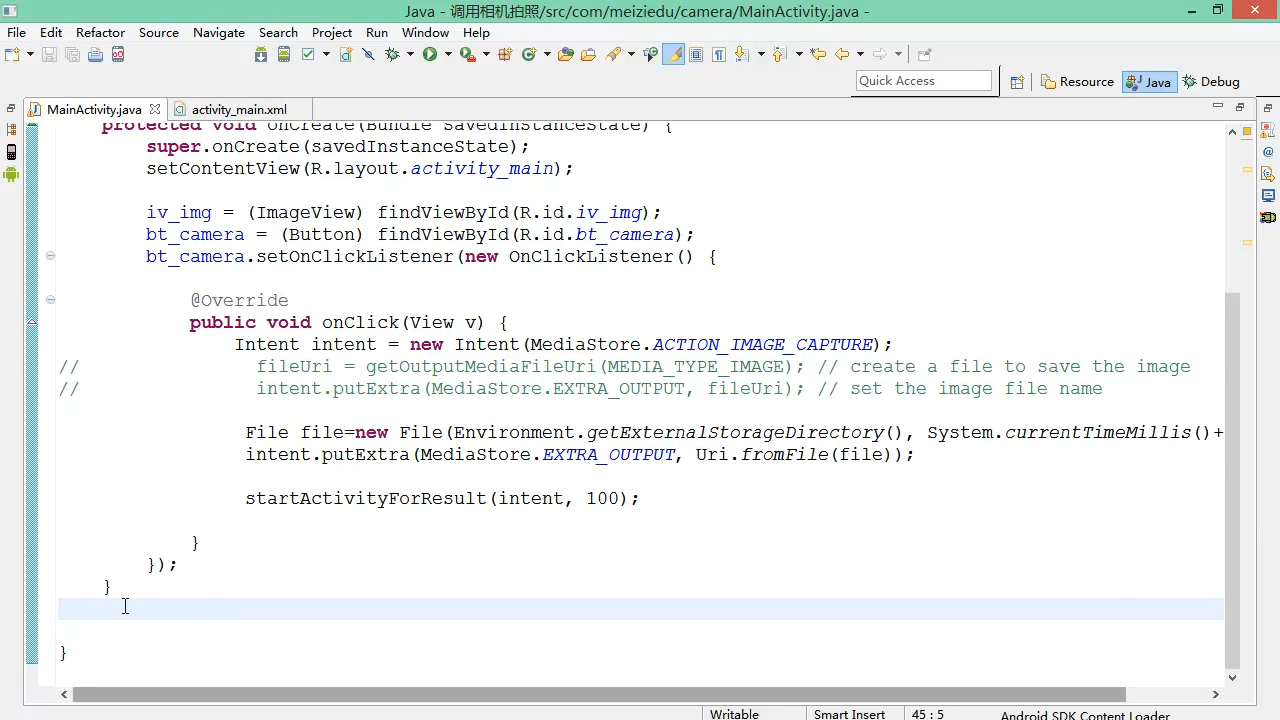 Java - 调用相机拍照/src/com/meiziedu/camera/MainActivity.java -
File Edit Refactor Source Navigate Search Project Run Window Help
Quick Access
Resource Java Debug
MainActivity.java activity_main.xml
protected void onCreate(Bundle savedInstanceState) {
super.onCreate(savedInstanceState);
setContentView(R.layout.activity_main);
iv_img = (ImageView) findViewById(R.id.iv_img);
bt_camera = (Button) findViewById(R.id.bt_camera);
bt_camera.setOnClickListener(new OnClickListener() {
@Override
public void onClick(View v) {
Intent intent = new Intent(MediaStore.ACTION_IMAGE_CAPTURE);
// fileUri = getOutputMediaFileUri(MEDIA_TYPE_IMAGE); // create a file to save the image
// intent.putExtra(MediaStore.EXTRA_OUTPUT, fileUri); // set the image file name
File file=new File(Environment.getExternalStorageDirectory(), System.currentTimeMillis()+
intent.putExtra(MediaStore.EXTRA_OUTPUT, Uri.fromFile(file));
startActivityForResult(intent, 100);
}
});
}
}
Writable Smart Insert 45 : 5 Android SDK Content Loader